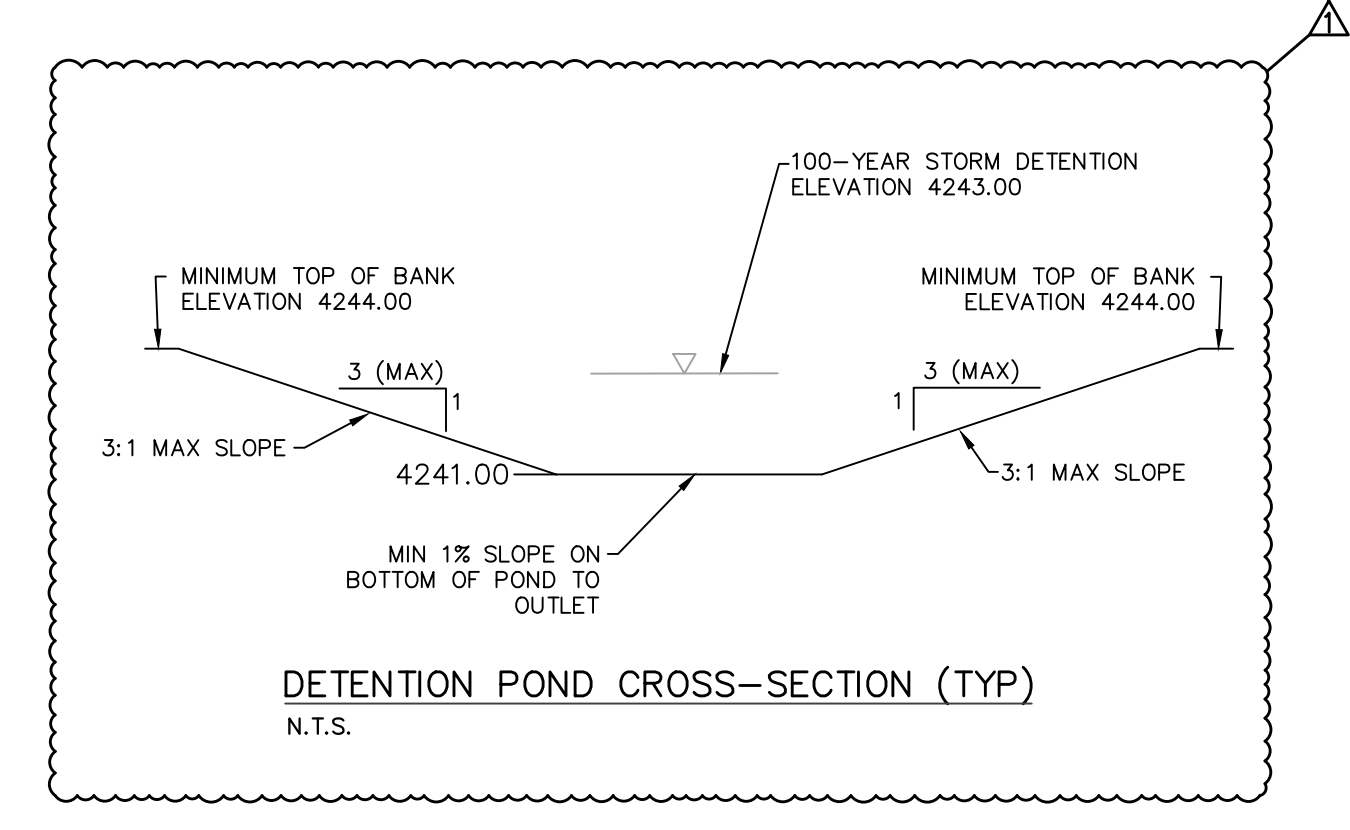 1
100-YEAR STORM DETENTION
ELEVATION 4243.00
MINIMUM TOP OF BANK
ELEVATION 4244.00
MINIMUM TOP OF BANK
ELEVATION 4244.00
3 (MAX)
1
3 (MAX)
1
3:1 MAX SLOPE
4241.00
3:1 MAX SLOPE
MIN 1% SLOPE ON
BOTTOM OF POND TO
OUTLET
DETENTION POND CROSS-SECTION (TYP)
N.T.S.